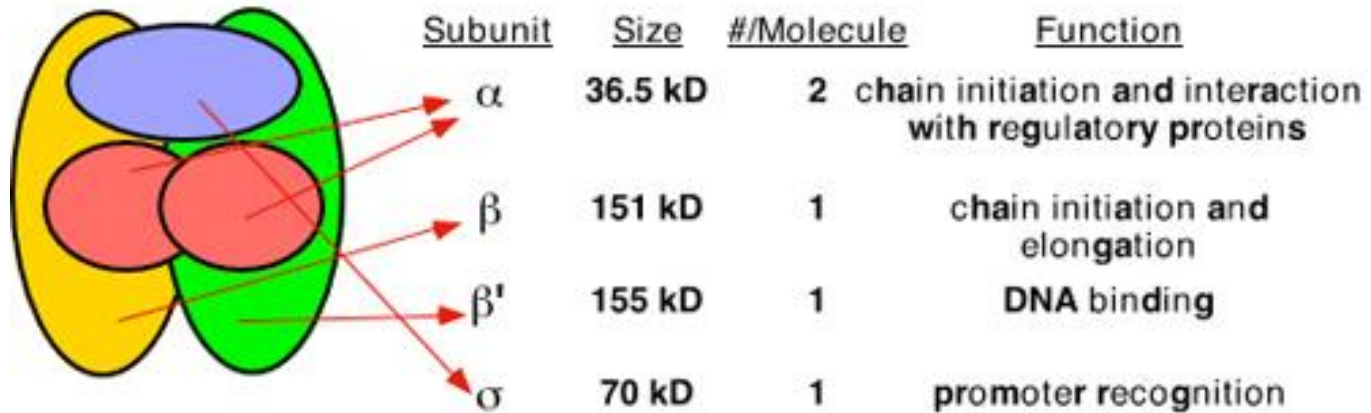 Subunit Size #/Molecule Function
α 36.5 kD 2 chain initiation and interaction
with regulatory proteins
β 151 kD 1 chain initiation and
elongation
β' 155 kD 1 DNA binding
σ 70 kD 1 promoter recognition